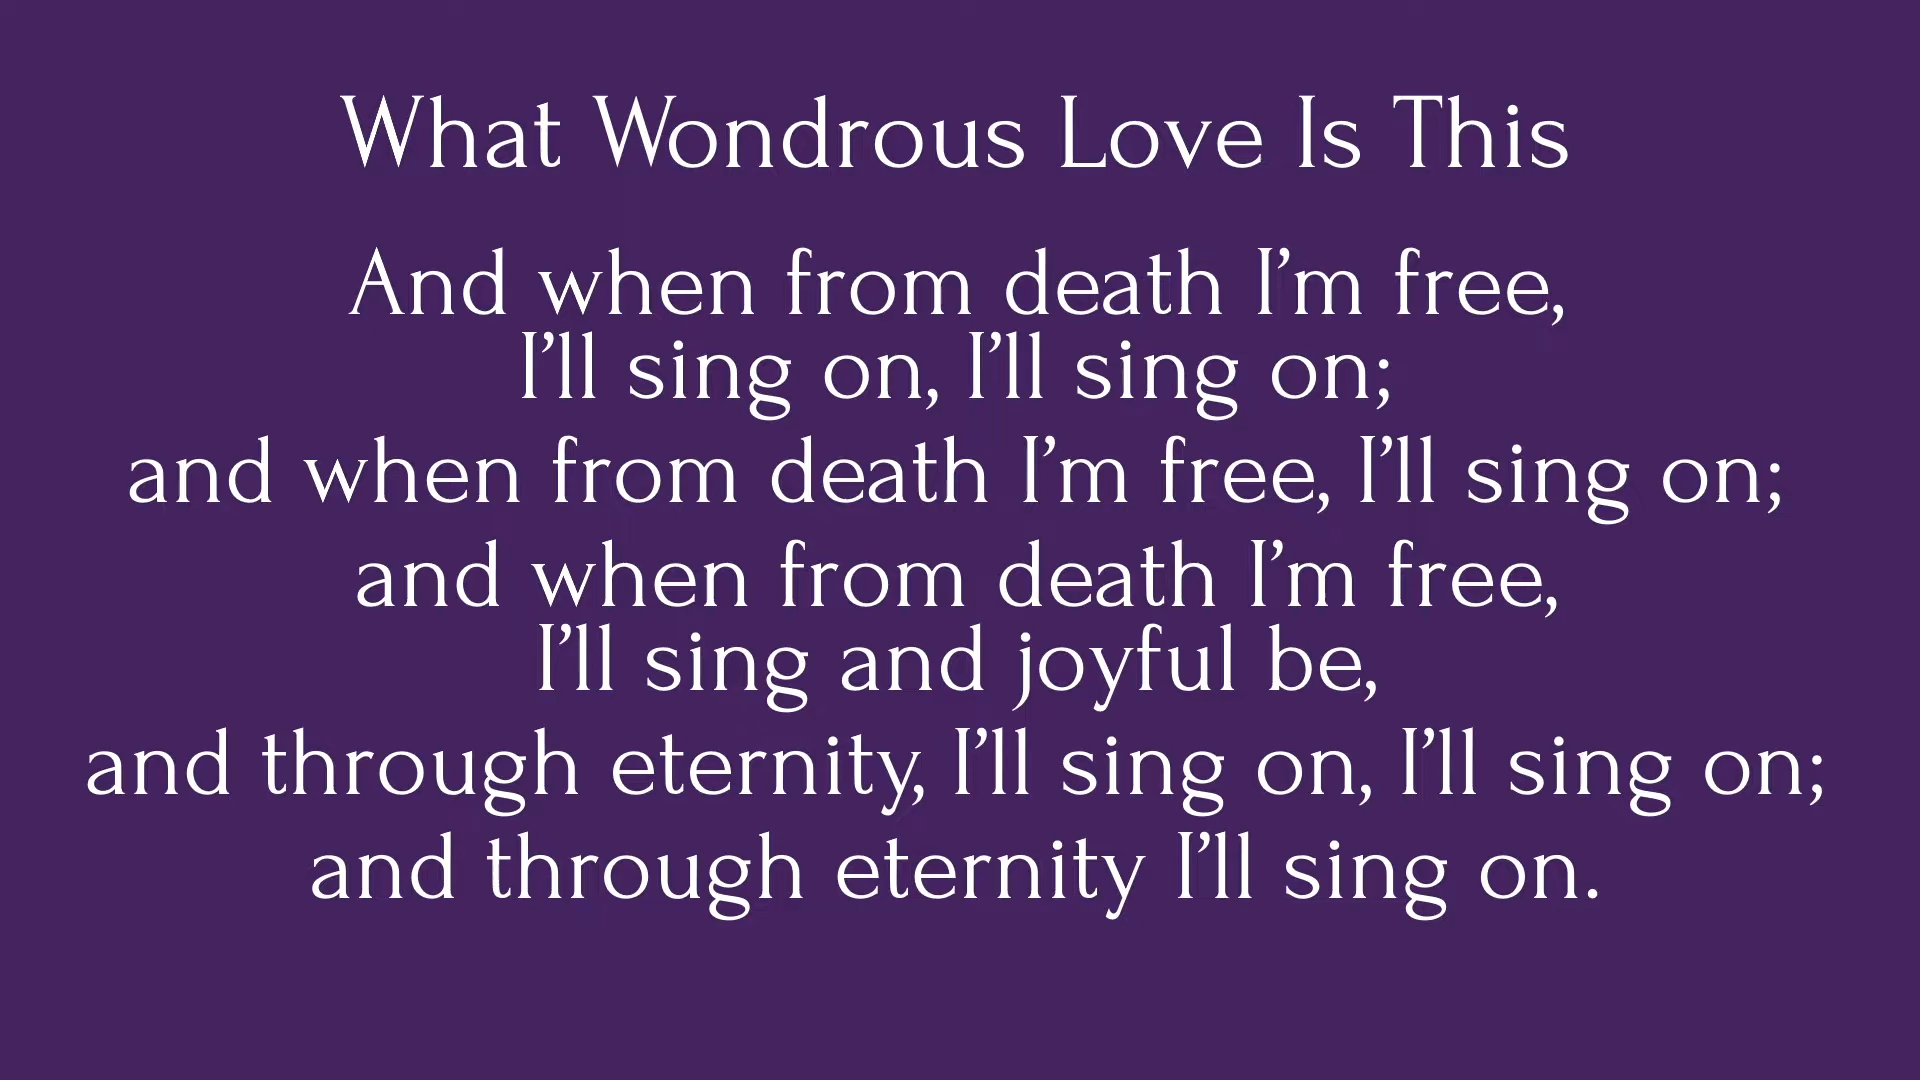 What Wondrous Love Is This
And when from death I’m free,
I’ll sing on, I’ll sing on;
and when from death I’m free, I’ll sing on;
and when from death I’m free,
I’ll sing and joyful be,
and through eternity, I’ll sing on, I’ll sing on;
and through eternity I’ll sing on.